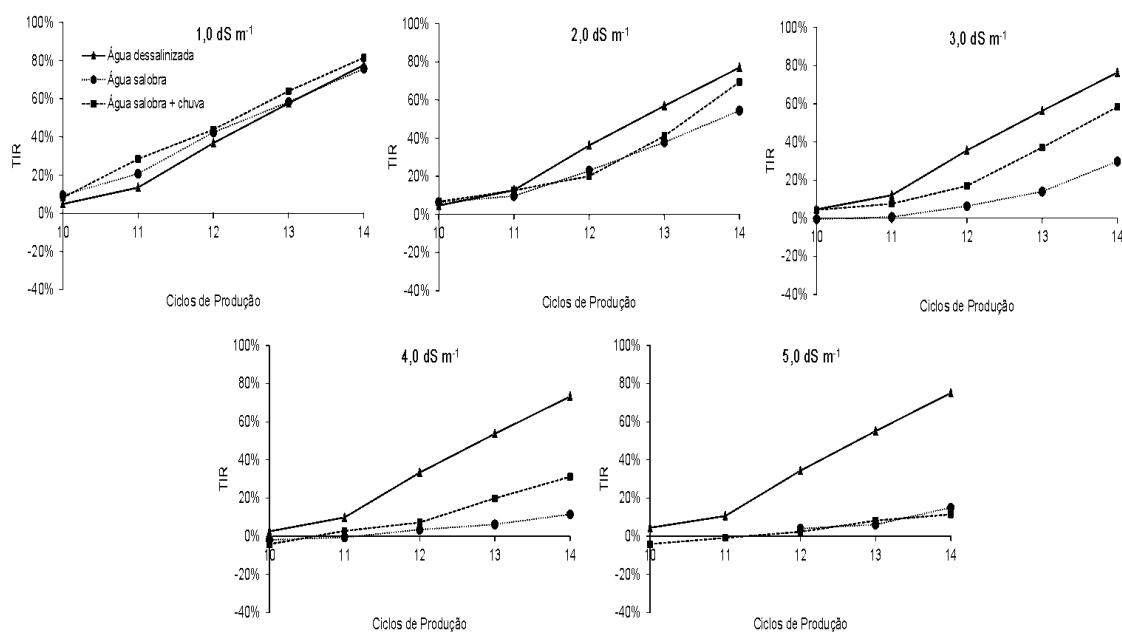 1,0 dS m⁻¹
100%
80%
60%
40%
20%
0%
-20%
-40%
TIR
Água dessalinizada
Água salobra
Água salobra + chuva
10 11 12 13 14
Ciclos de Produção
2,0 dS m⁻¹
100%
80%
60%
40%
20%
0%
-20%
-40%
TIR
10 11 12 13 14
Ciclos de Produção
3,0 dS m⁻¹
100%
80%
60%
40%
20%
0%
-20%
-40%
TIR
10 11 12 13 14
Ciclos de Produção
4,0 dS m⁻¹
100%
80%
60%
40%
20%
0%
-20%
-40%
TIR
10 11 12 13 14
Ciclos de Produção
5,0 dS m⁻¹
100%
80%
60%
40%
20%
0%
-20%
-40%
TIR
10 11 12 13 14
Ciclos de Produção